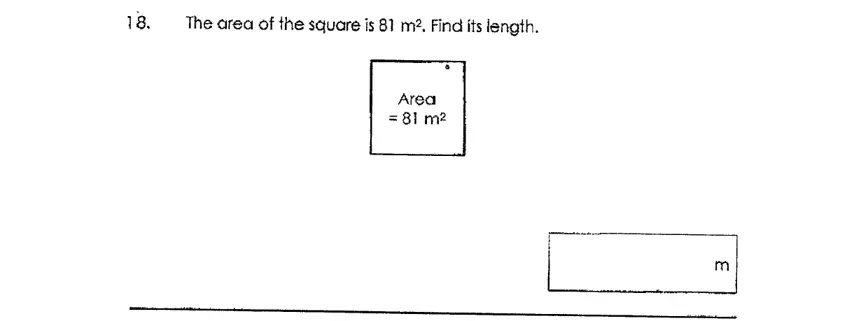 18. The area of the square is 81 m². Find its length.
Area
= 81 m²
m